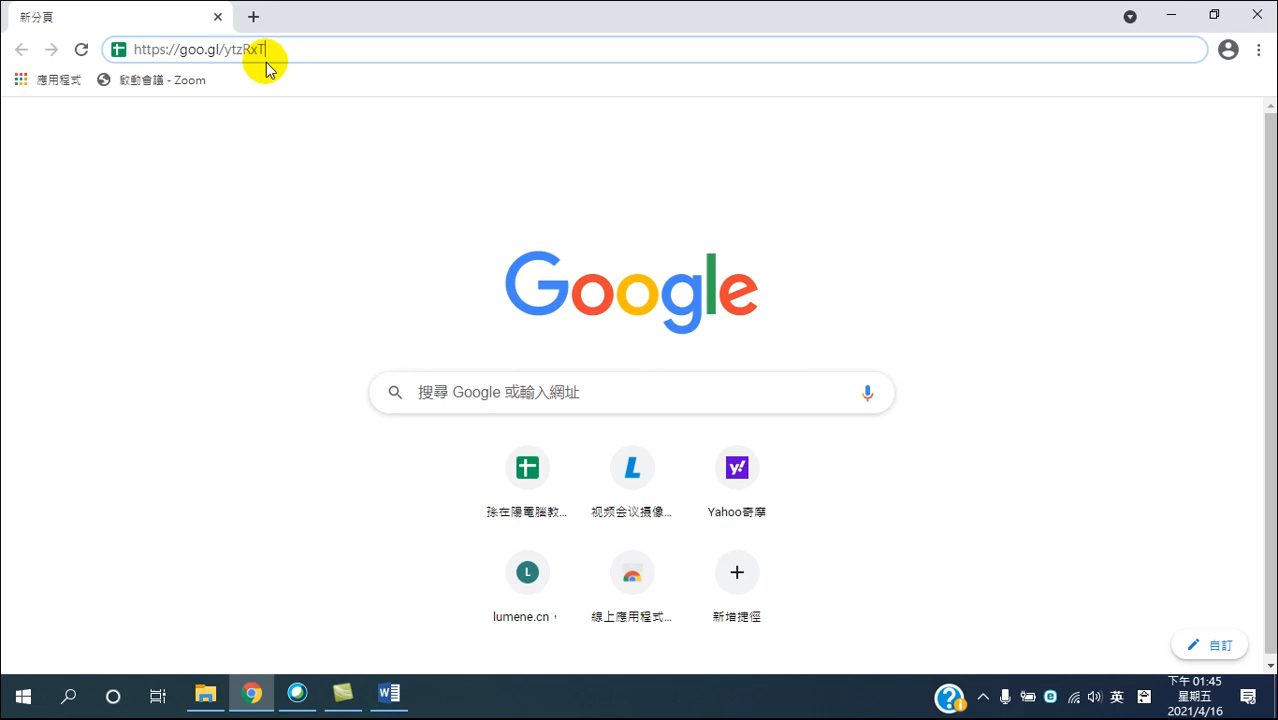 新分頁
https://goo.gl/ytzRxT
應用程式
啟動會議 - Zoom
Google
搜尋 Google 或輸入網址
孫在陽電腦教...
视频会议摄像...
Yahoo奇摩
L
lumene.cn，
線上應用程式...
新增捷徑
自訂
英
下午 01:45
星期五
2021/4/16